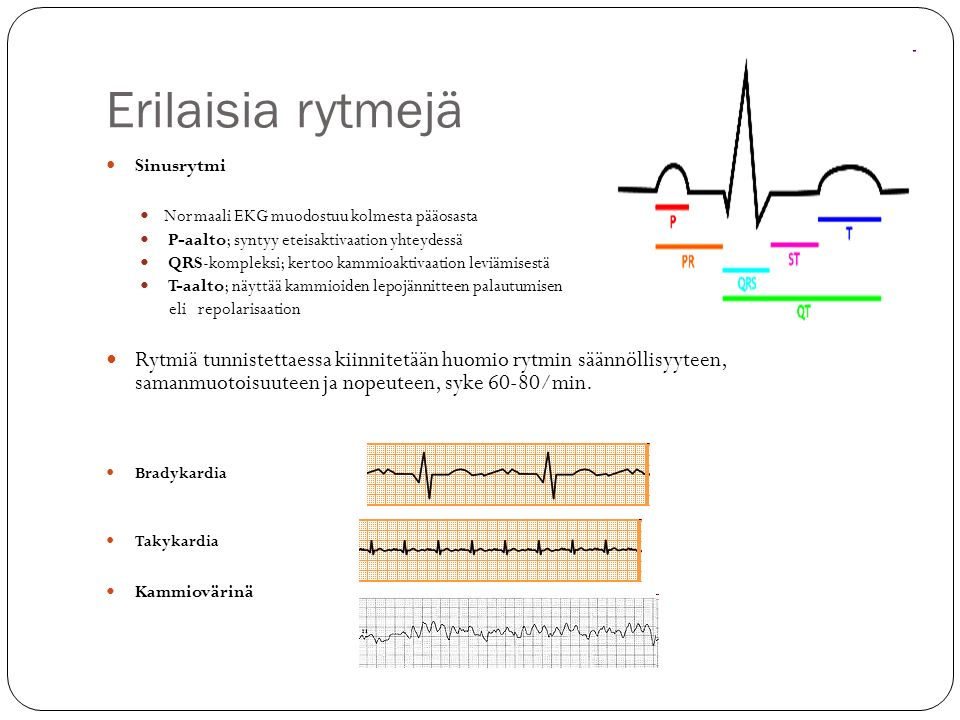 Erilaisia rytmejä
Sinusrytmi
Normaali EKG muodostuu kolmesta pääosasta
P-aalto; syntyy eteisaktivaation yhteydessä
QRS-kompleksi; kertoo kammioaktivaation leviämisestä
T-aalto; näyttää kammioiden lepojännitteen palautumisen
eli repolarisaation
P
T
PR
ST
QRS
QT
Rytmiä tunnistettaessa kiinnitetään huomio rytmin säännöllisyyteen,
samanmuotoisuuteen ja nopeuteen, syke 60-80/min.
Bradykardia
Takykardia
Kammiovärinä